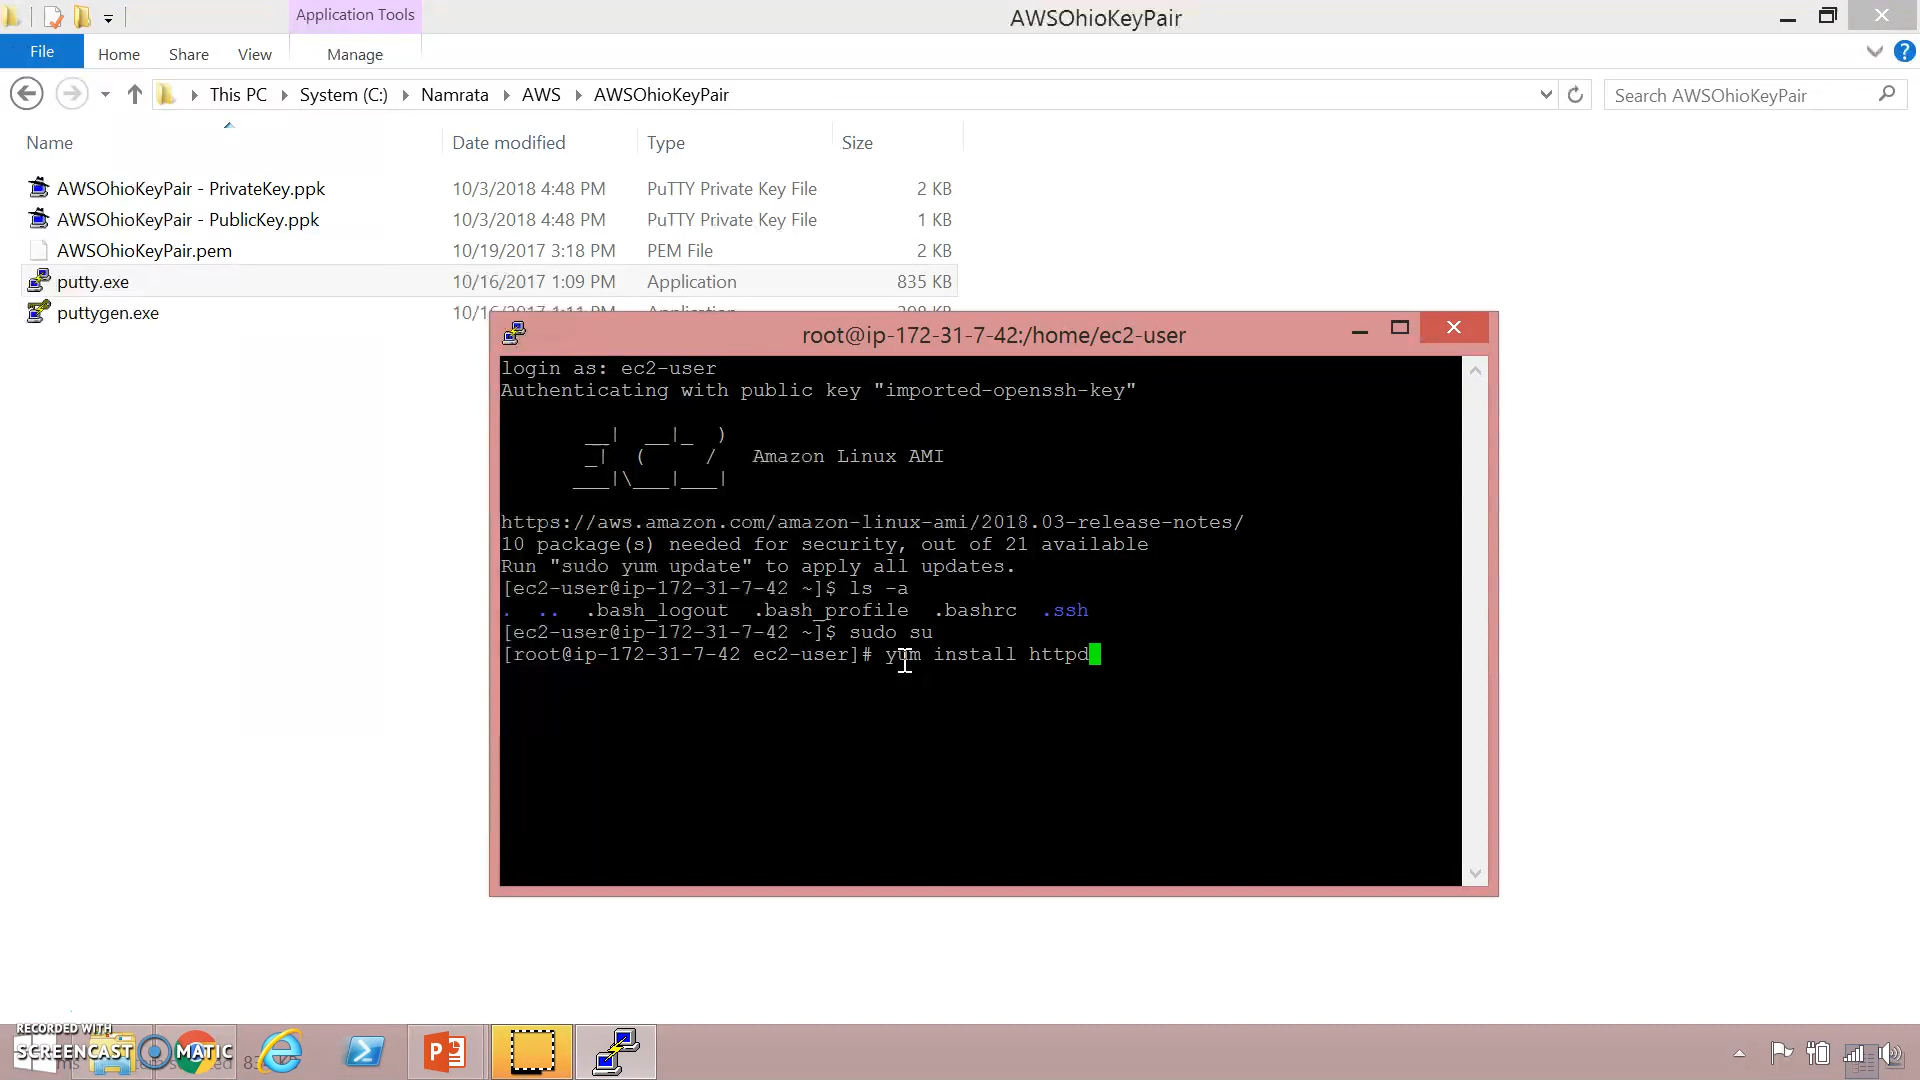 Application Tools
AWSOhioKeyPair
File
Home
Share
View
Manage
This PC
System (C:)
Namrata
AWS
AWSOhioKeyPair
Search AWSOhioKeyPair
Name
Date modified
Type
Size
AWSOhioKeyPair - PrivateKey.ppk 10/3/2018 4:48 PM PuTTY Private Key File 2 KB
AWSOhioKeyPair - PublicKey.ppk 10/3/2018 4:48 PM PuTTY Private Key File 1 KB
AWSOhioKeyPair.pem 10/19/2017 3:18 PM PEM File 2 KB
putty.exe 10/16/2017 1:09 PM Application 835 KB
puttygen.exe
root@ip-172-31-7-42:/home/ec2-user
login as: ec2-user
Authenticating with public key "imported-openssh-key"
__| __|_ )
_| ( / Amazon Linux AMI
___|\___|___|
https://aws.amazon.com/amazon-linux-ami/2018.03-release-notes/
10 package(s) needed for security, out of 21 available
Run "sudo yum update" to apply all updates.
[ec2-user@ip-172-31-7-42 ~]$ ls -a
. .. .bash_logout .bash_profile .bashrc .ssh
[ec2-user@ip-172-31-7-42 ~]$ sudo su
[root@ip-172-31-7-42 ec2-user]# yum install httpd
RECORDED WITH
SCREENCAST MATIC